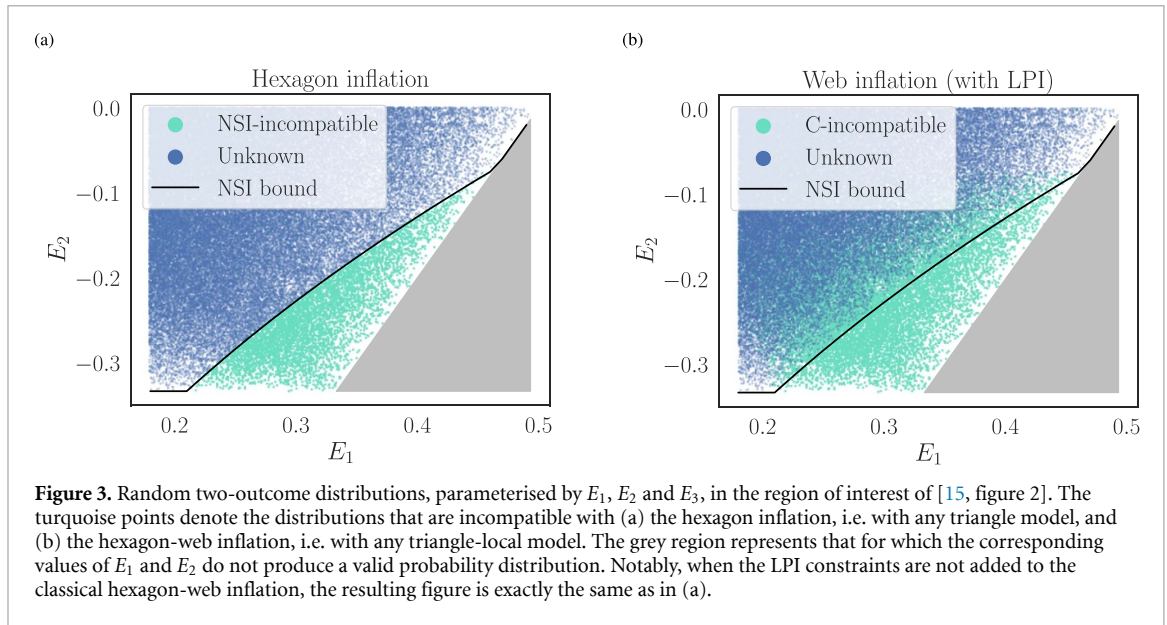 (a)
Hexagon inflation
NSI-incompatible
Unknown
NSI bound
0.0
−0.1
−0.2
−0.3
E₂
0.2 0.3 0.4 0.5
E₁
(b)
Web inflation (with LPI)
C-incompatible
Unknown
NSI bound
0.0
−0.1
−0.2
−0.3
E₂
0.2 0.3 0.4 0.5
E₁
Figure 3. Random two-outcome distributions, parameterised by E₁, E₂ and E₃, in the region of interest of [15, figure 2]. The
turquoise points denote the distributions that are incompatible with (a) the hexagon inflation, i.e. with any triangle model, and
(b) the hexagon-web inflation, i.e. with any triangle-local model. The grey region represents that for which the corresponding
values of E₁ and E₂ do not produce a valid probability distribution. Notably, when the LPI constraints are not added to the
classical hexagon-web inflation, the resulting figure is exactly the same as in (a).